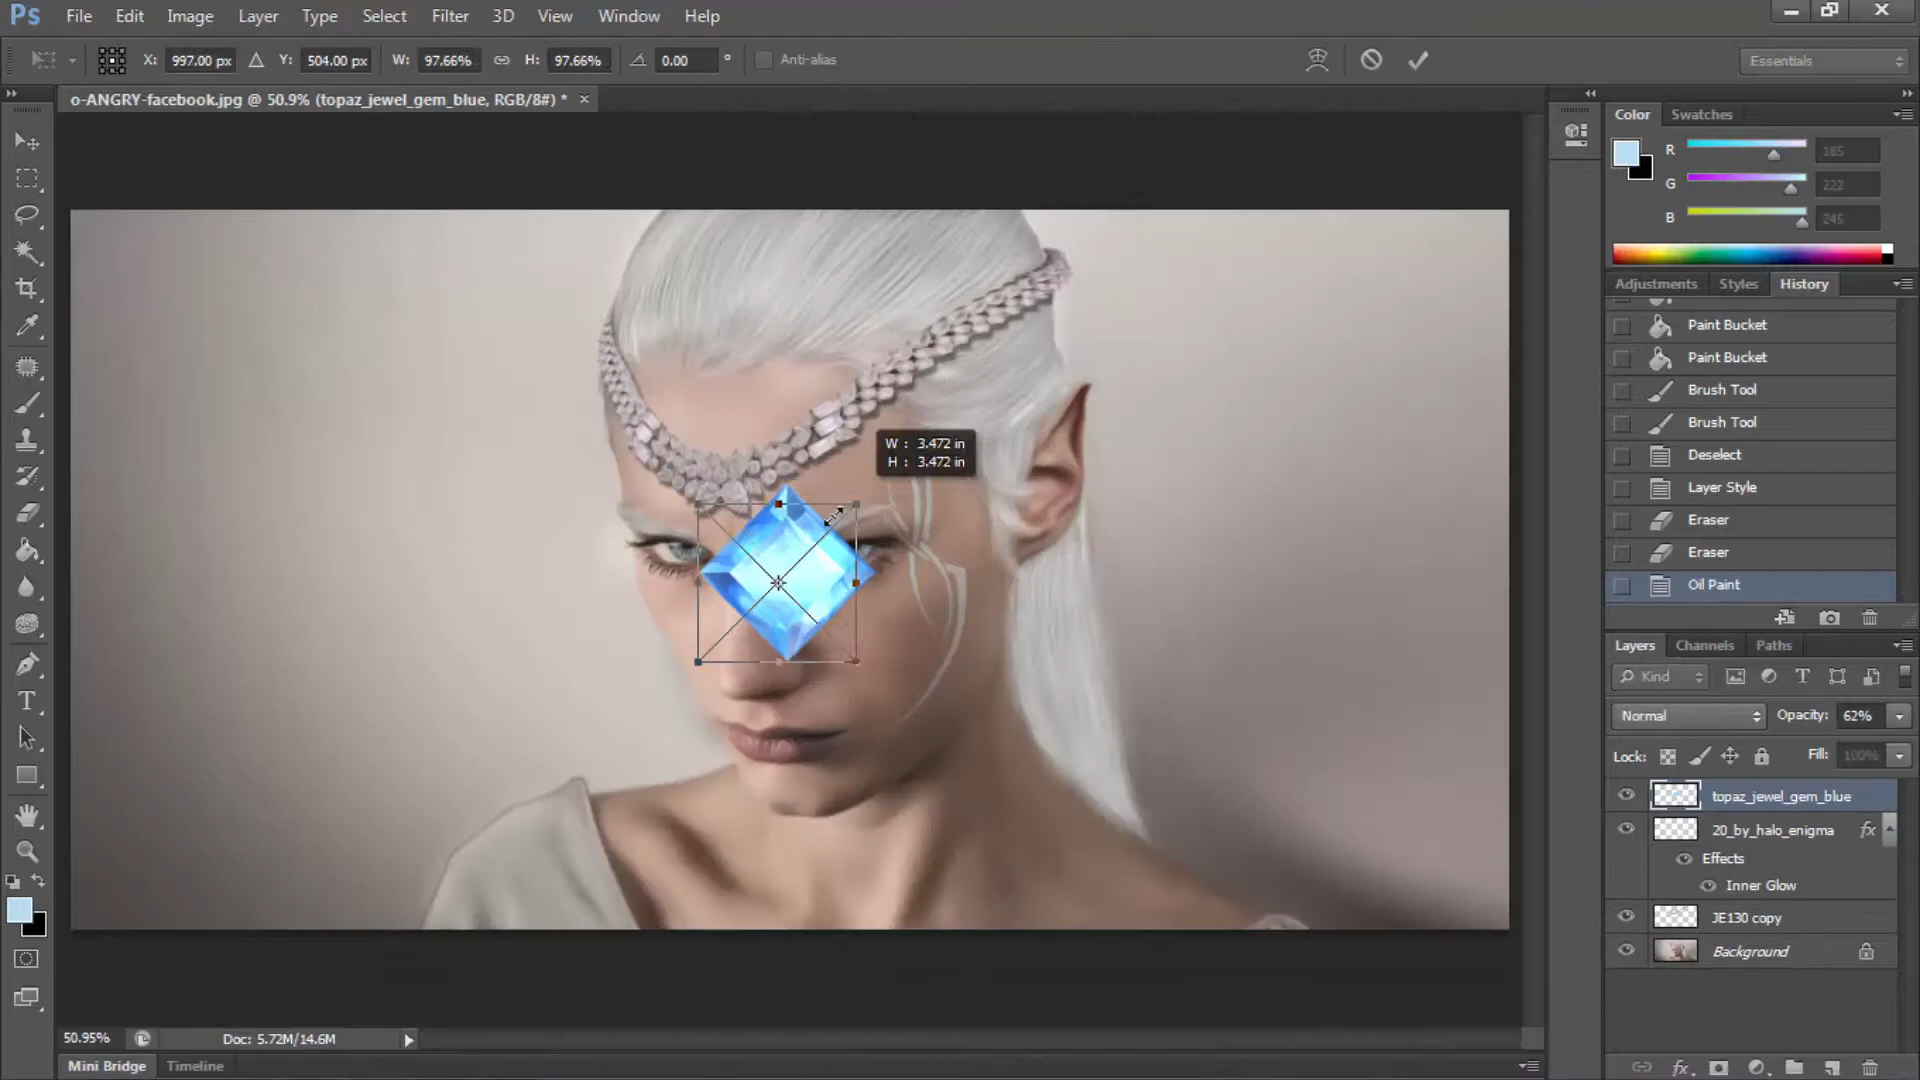 Ps File Edit Image Layer Type Select Filter 3D View Window Help
X: 997.00 px Y: 504.00 px W: 97.66% H: 97.66% 0.00 ° Anti-alias Essentials
o-ANGRY-facebook.jpg @ 50.9% (topaz_jewel_gem_blue, RGB/8#) * ×
Color Swatches
R 185
G 222
B 245
Adjustments Styles History
Paint Bucket
Paint Bucket
Brush Tool
Brush Tool
Deselect
Layer Style
Eraser
Eraser
Oil Paint
W : 3.472 in
H : 3.472 in
Layers Channels Paths
Kind
Normal Opacity: 62%
Lock: Fill: 100%
topaz_jewel_gem_blue
20_by_halo_enigma fx
Effects
Inner Glow
JE130 copy
Background
50.95% Doc: 5.72M/14.6M
Mini Bridge Timeline
fx